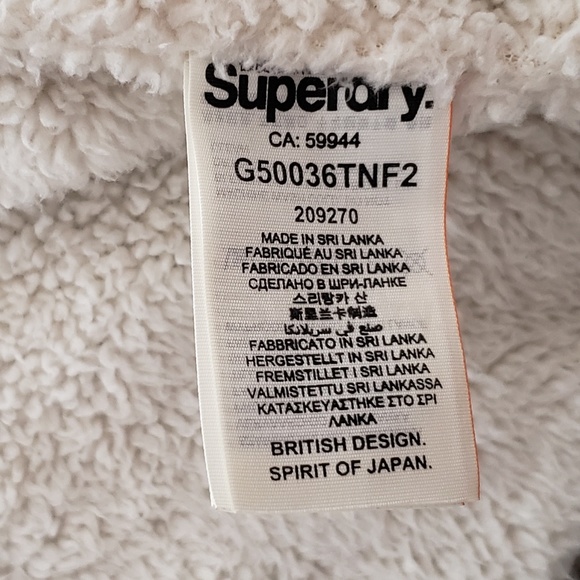 Superdry.
CA: 59944
G50036TNF2
209270
MADE IN SRI LANKA
FABRIQUÉ AU SRI LANKA
FABRICADO EN SRI LANKA
СДЕЛАНО В ШРИ-ЛАНКЕ
스리랑카 산
斯里兰卡制造
صنع في سريلانكا
FABBRICATO IN SRI LANKA
HERGESTELLT IN SRI LANKA
FREMSTILLET I SRI LANKA
VALMISTETTU SRI LANKASSA
ΚΑΤΑΣΚΕΥΑΣΤΗΚΕ ΣΤΟ ΣΡΙ
ΛΑΝΚΑ
BRITISH DESIGN.
SPIRIT OF JAPAN.